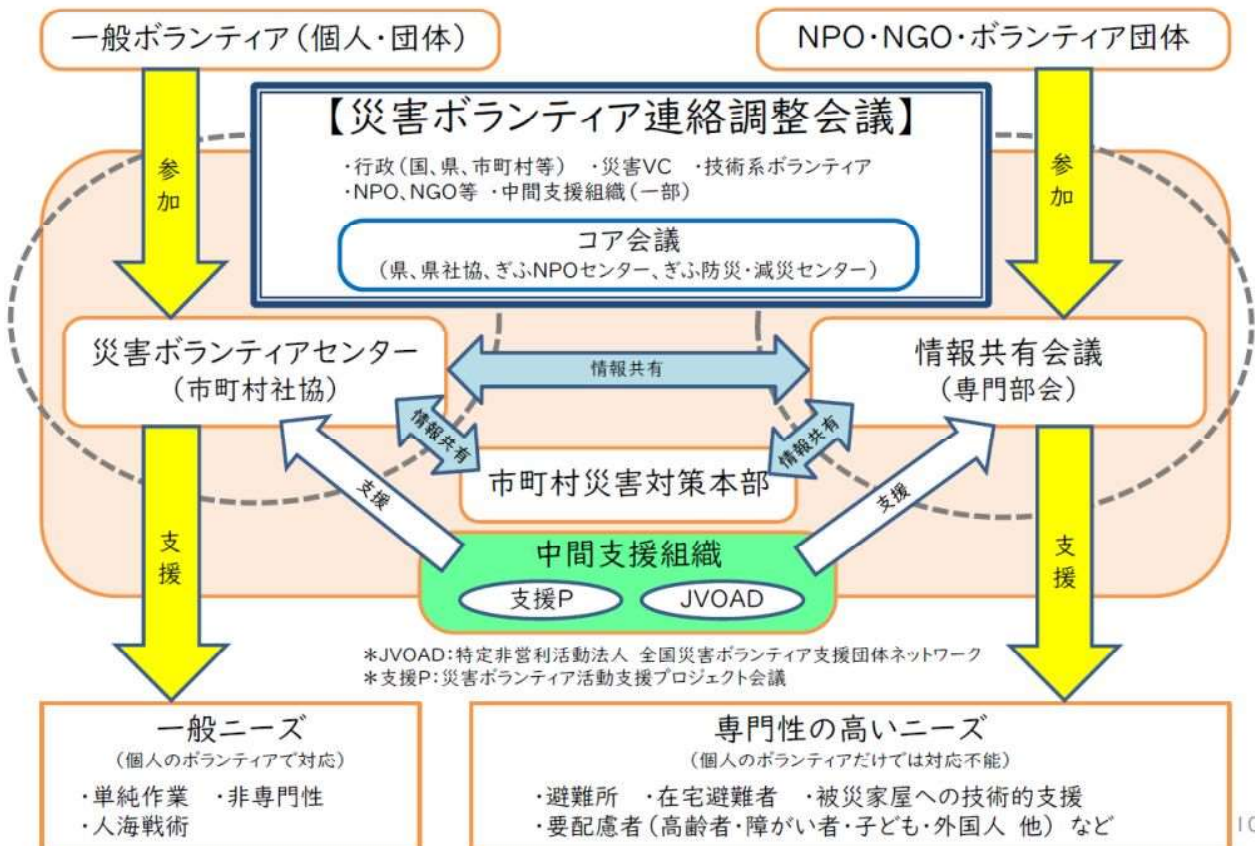 一般ボランティア(個人・団体)
NPO・NGO・ボランティア団体
【災害ボランティア連絡調整会議】
・行政(国、県、市町村等) ・災害VC ・技術系ボランティア
・NPO、NGO等 ・中間支援組織(一部)
コア会議
(県、県社協、ぎふNPOセンター、ぎふ防災・減災センター)
参加
参加
災害ボランティアセンター
(市町村社協)
情報共有
情報共有会議
(専門部会)
情報共有
情報共有
市町村災害対策本部
支援
支援
中間支援組織
支援P
JVOAD
支援
支援
*JVOAD:特定非営利活動法人 全国災害ボランティア支援団体ネットワーク
*支援P:災害ボランティア活動支援プロジェクト会議
一般ニーズ
(個人のボランティアで対応)
・単純作業 ・非専門性
・人海戦術
専門性の高いニーズ
(個人のボランティアだけでは対応不能)
・避難所 ・在宅避難者 ・被災家屋への技術的支援
・要配慮者(高齢者・障がい者・子ども・外国人 他)など
10